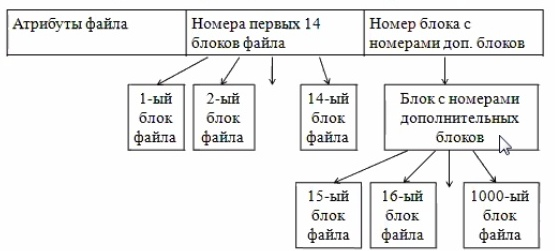 Атрибуты файла
Номера первых 14
блоков файла
Номер блока с
номерами доп. блоков
1-ый
блок
файла
2-ый
блок
файла
14-ый
блок
файла
Блок с номерами
дополнительных
блоков
15-ый
блок
файла
16-ый
блок
файла
1000-ый
блок
файла